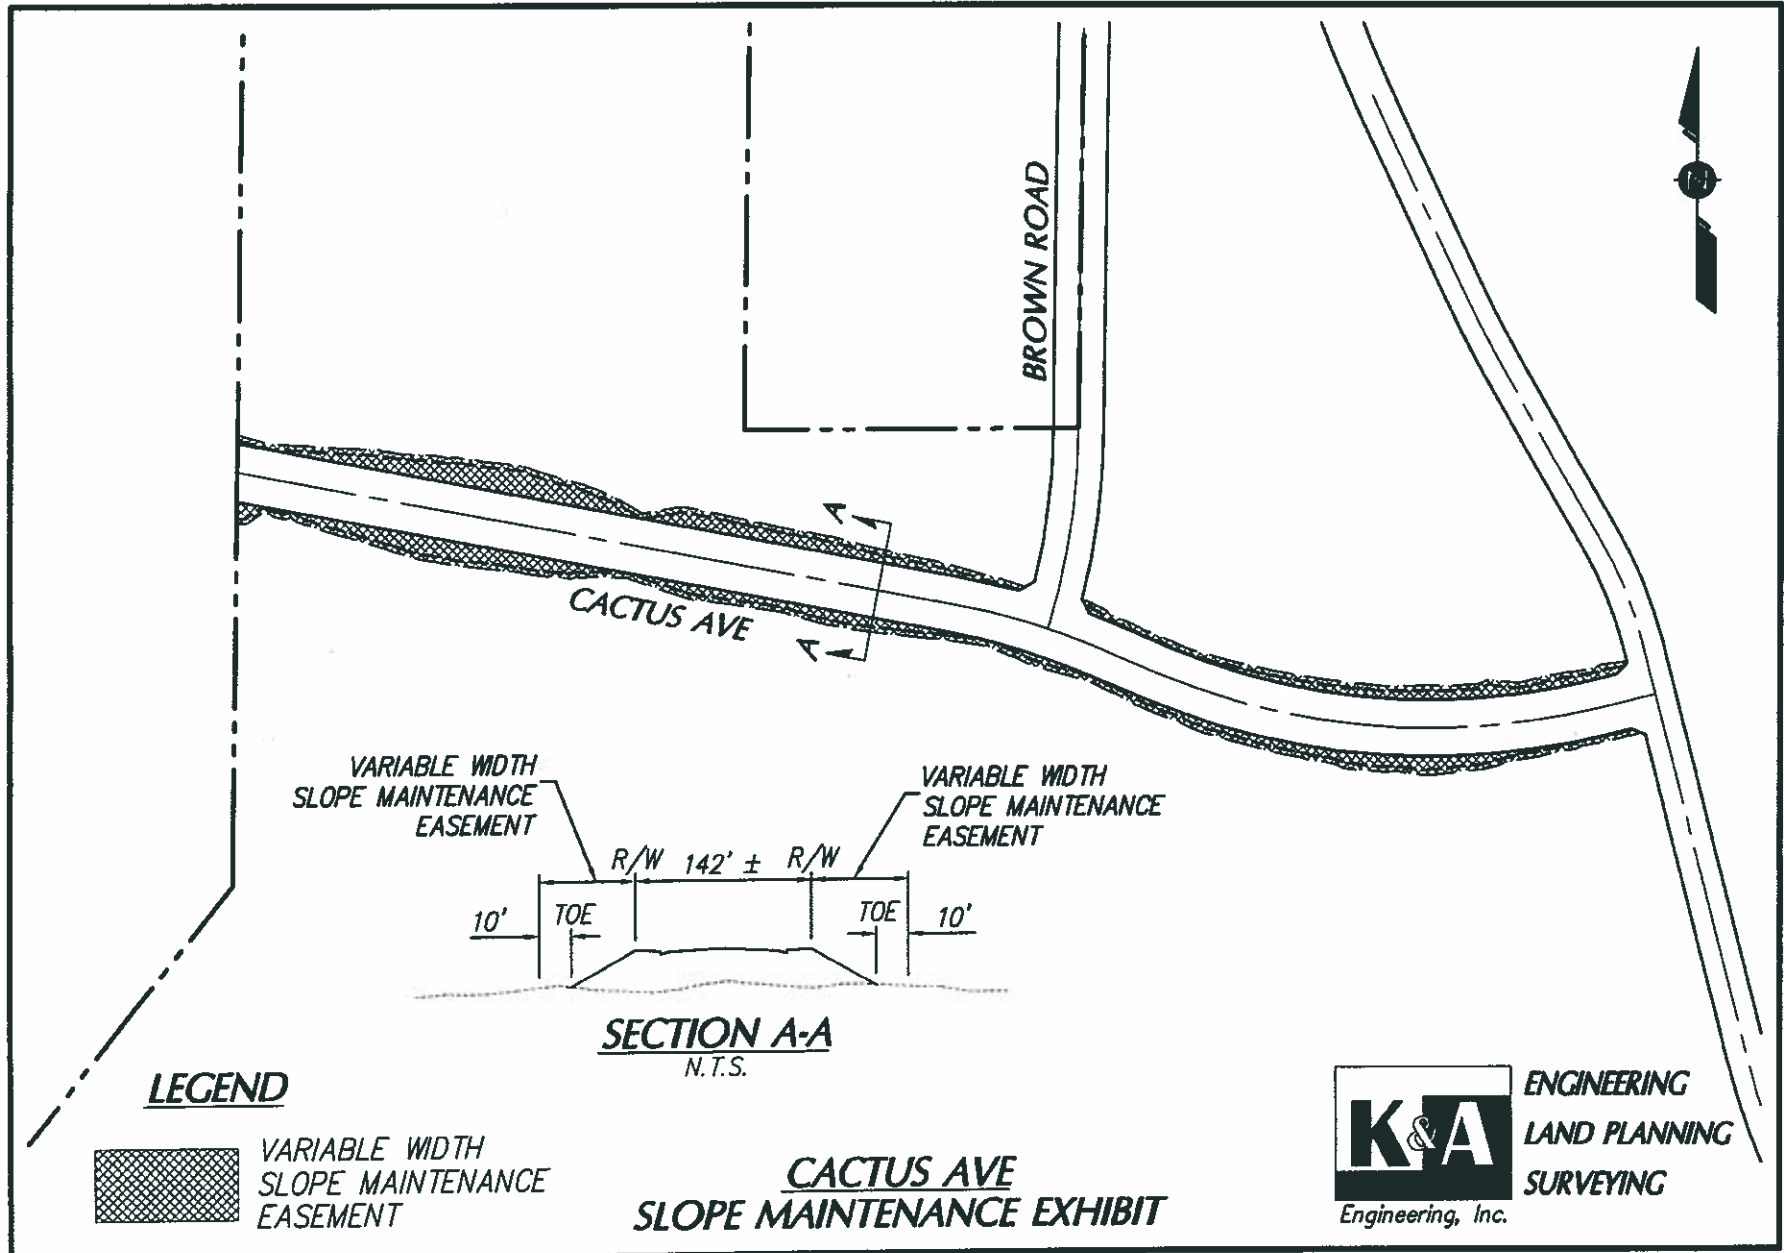 BROWN ROAD
A
A
CACTUS AVE
VARIABLE WIDTH
SLOPE MAINTENANCE
EASEMENT
VARIABLE WIDTH
SLOPE MAINTENANCE
EASEMENT
R/W 142' ± R/W
10' TOE TOE 10'
SECTION A-A
N.T.S.
LEGEND
VARIABLE WIDTH
SLOPE MAINTENANCE
EASEMENT
CACTUS AVE
SLOPE MAINTENANCE EXHIBIT
K&A
Engineering, Inc.
ENGINEERING
LAND PLANNING
SURVEYING